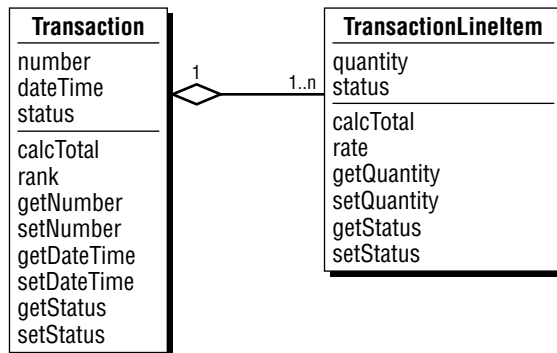 Transaction
number
dateTime
status
calcTotal
rank
getNumber
setNumber
getDateTime
setDateTime
getStatus
setStatus
1
1..n
TransactionLineItem
quantity
status
calcTotal
rate
getQuantity
setQuantity
getStatus
setStatus